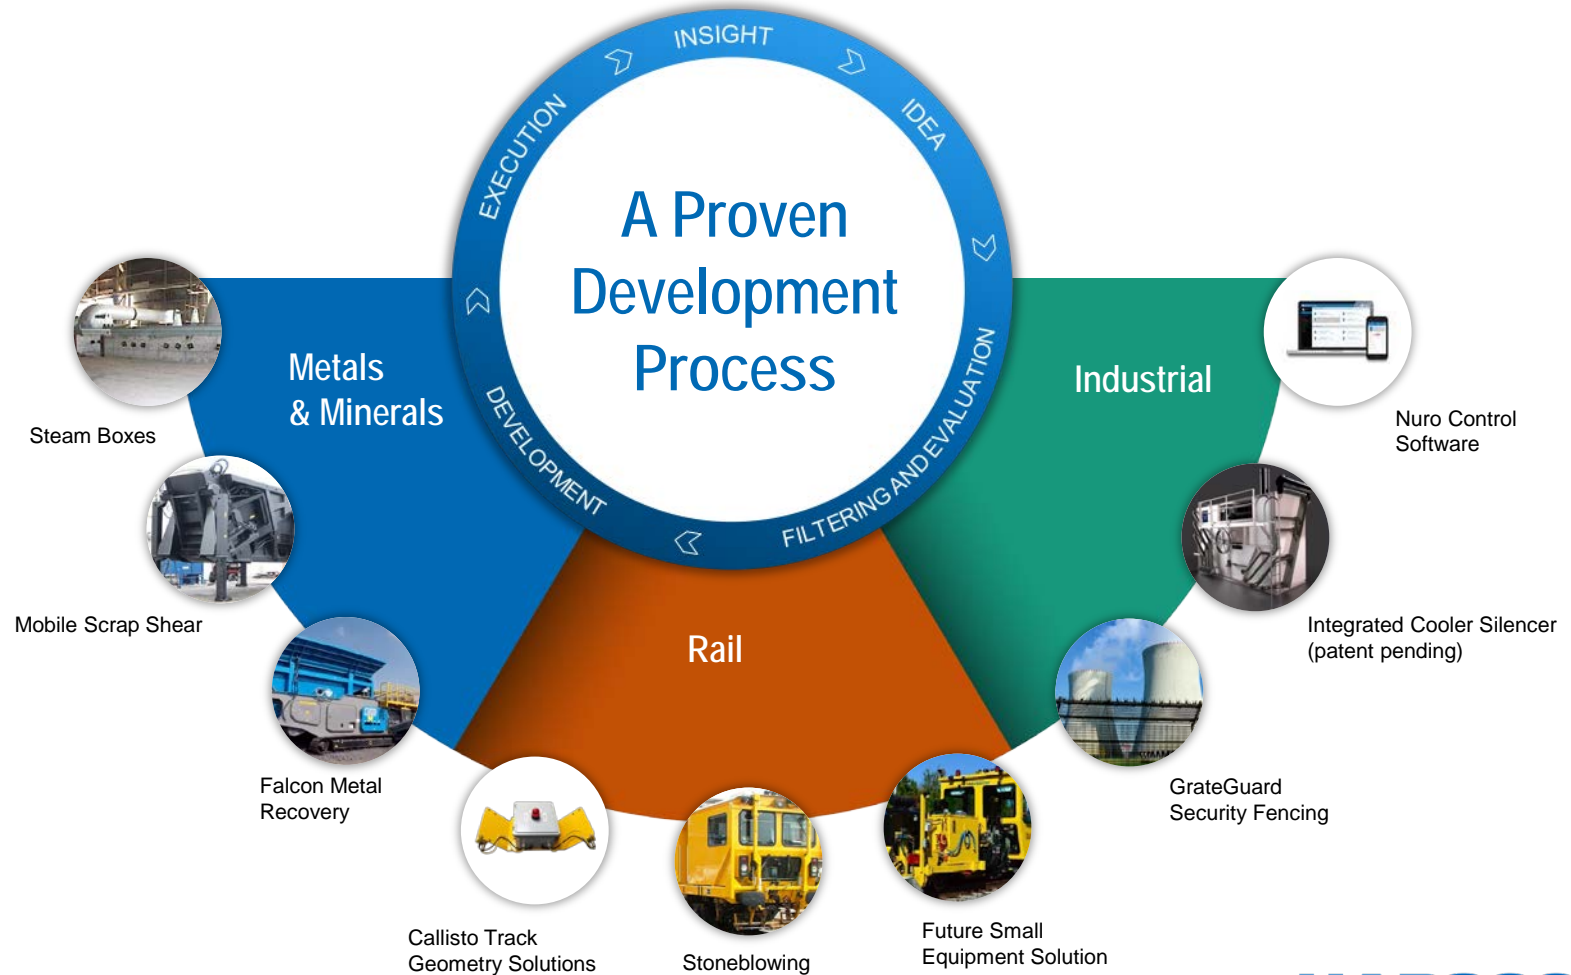 INSIGHT
IDEA
FILTERING AND EVALUATION
DEVELOPMENT
EXECUTION
A Proven
Development
Process
Metals
& Minerals
Rail
Industrial
Steam Boxes
Mobile Scrap Shear
Falcon Metal
Recovery
Callisto Track
Geometry Solutions
Stoneblowing
Future Small
Equipment Solution
GrateGuard
Security Fencing
Integrated Cooler Silencer
(patent pending)
Nuro Control
Software